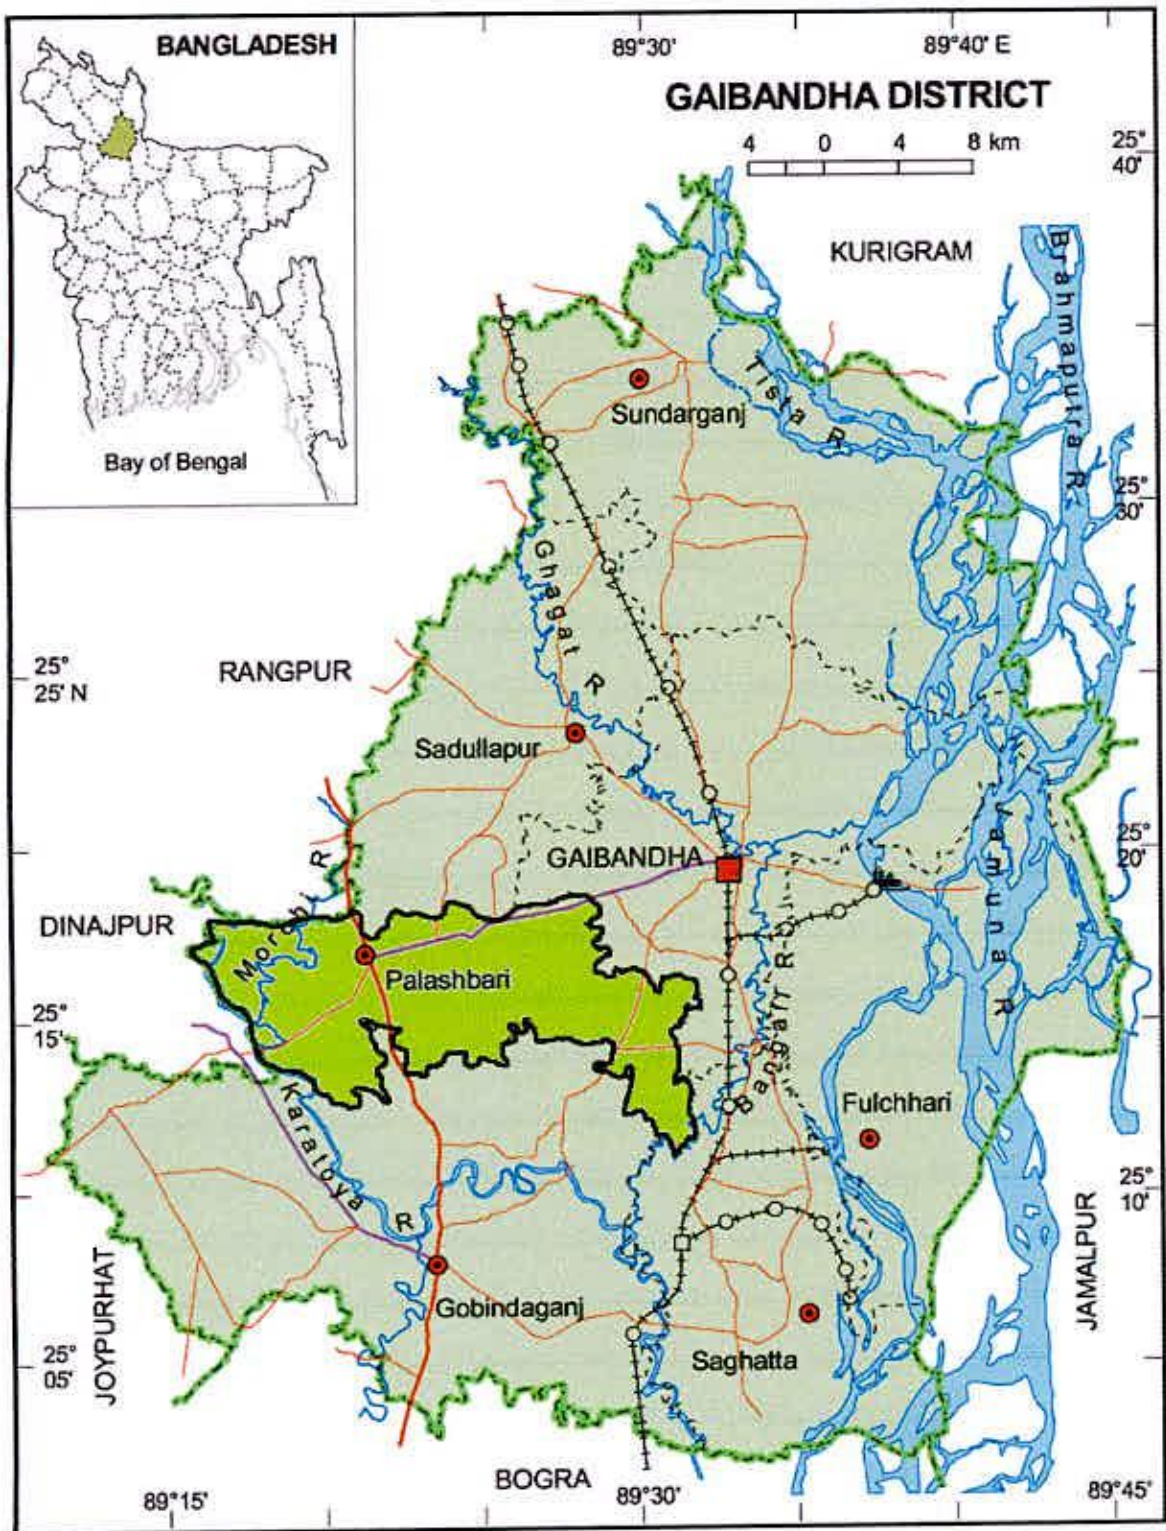 BANGLADESH
Bay of Bengal
89°30'
89°40' E
GAIBANDHA DISTRICT
4 0 4 8 km
25°
40'
KURIGRAM
Brahmaputra R
Tista R
Sundarganj
25°
30'
Ghagat R
RANGPUR
25°
25' N
Sadullapur
GAIBANDHA
25°
20'
Jamuna R
DINAJPUR
Morabi R
Palashbari
25°
15'
Bangali R
Karatoya R
Fulchhari
25°
10'
JOYPURHAT
JAMALPUR
Gobindaganj
Saghatta
25°
05'
BOGRA
89°15'
89°30'
89°45'